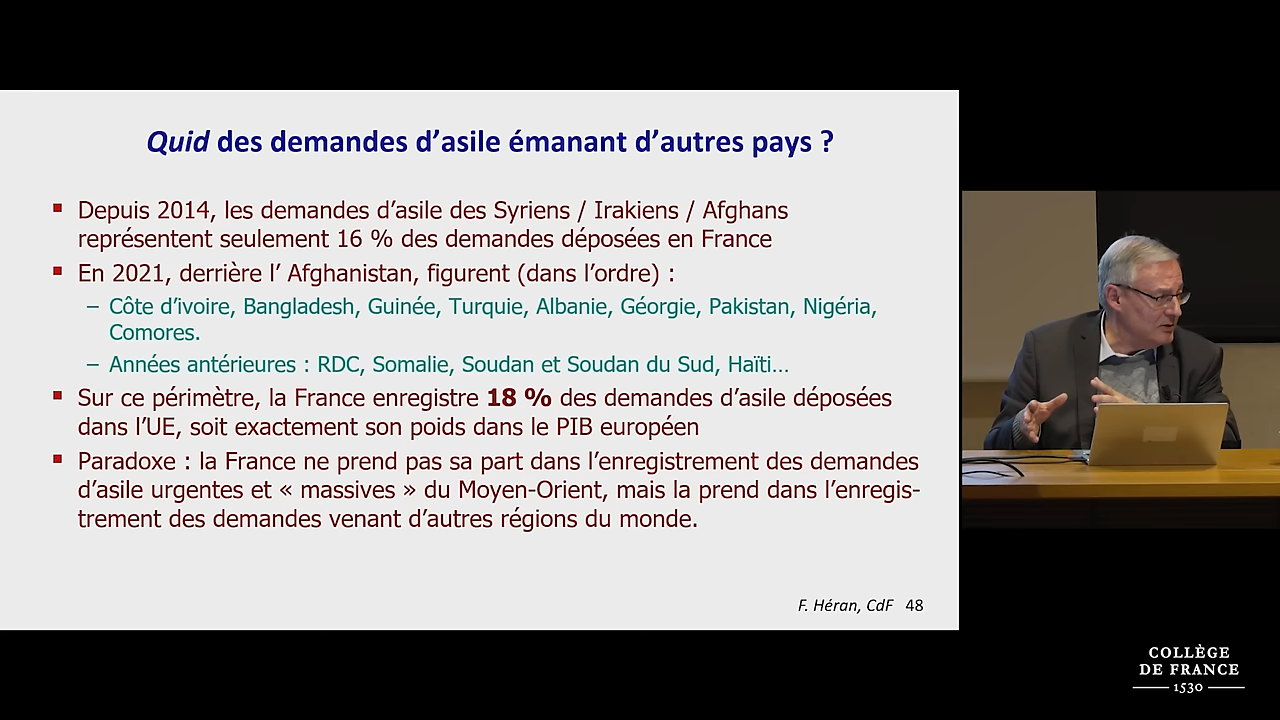 Quid des demandes d’asile émanant d’autres pays ?
▪ Depuis 2014, les demandes d’asile des Syriens / Irakiens / Afghans
représentent seulement 16 % des demandes déposées en France
▪ En 2021, derrière l’ Afghanistan, figurent (dans l’ordre) :
– Côte d’ivoire, Bangladesh, Guinée, Turquie, Albanie, Géorgie, Pakistan, Nigéria,
Comores.
– Années antérieures : RDC, Somalie, Soudan et Soudan du Sud, Haïti…
▪ Sur ce périmètre, la France enregistre 18 % des demandes d’asile déposées
dans l’UE, soit exactement son poids dans le PIB européen
▪ Paradoxe : la France ne prend pas sa part dans l’enregistrement des demandes
d’asile urgentes et « massives » du Moyen-Orient, mais la prend dans l’enregis-
trement des demandes venant d’autres régions du monde.
F. Héran, CdF 48
COLLÈGE
DE FRANCE
1530